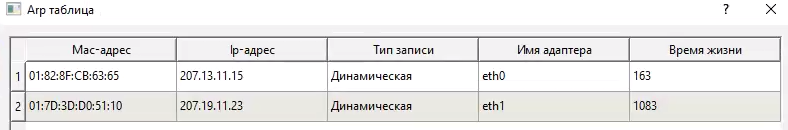 Arp таблица
Mac-адрес Ip-адрес Тип записи Имя адаптера Время жизни
1 01:82:8F:CB:63:65 207.13.11.15 Динамическая eth0 163
2 01:7D:3D:D0:51:10 207.19.11.23 Динамическая eth1 1083